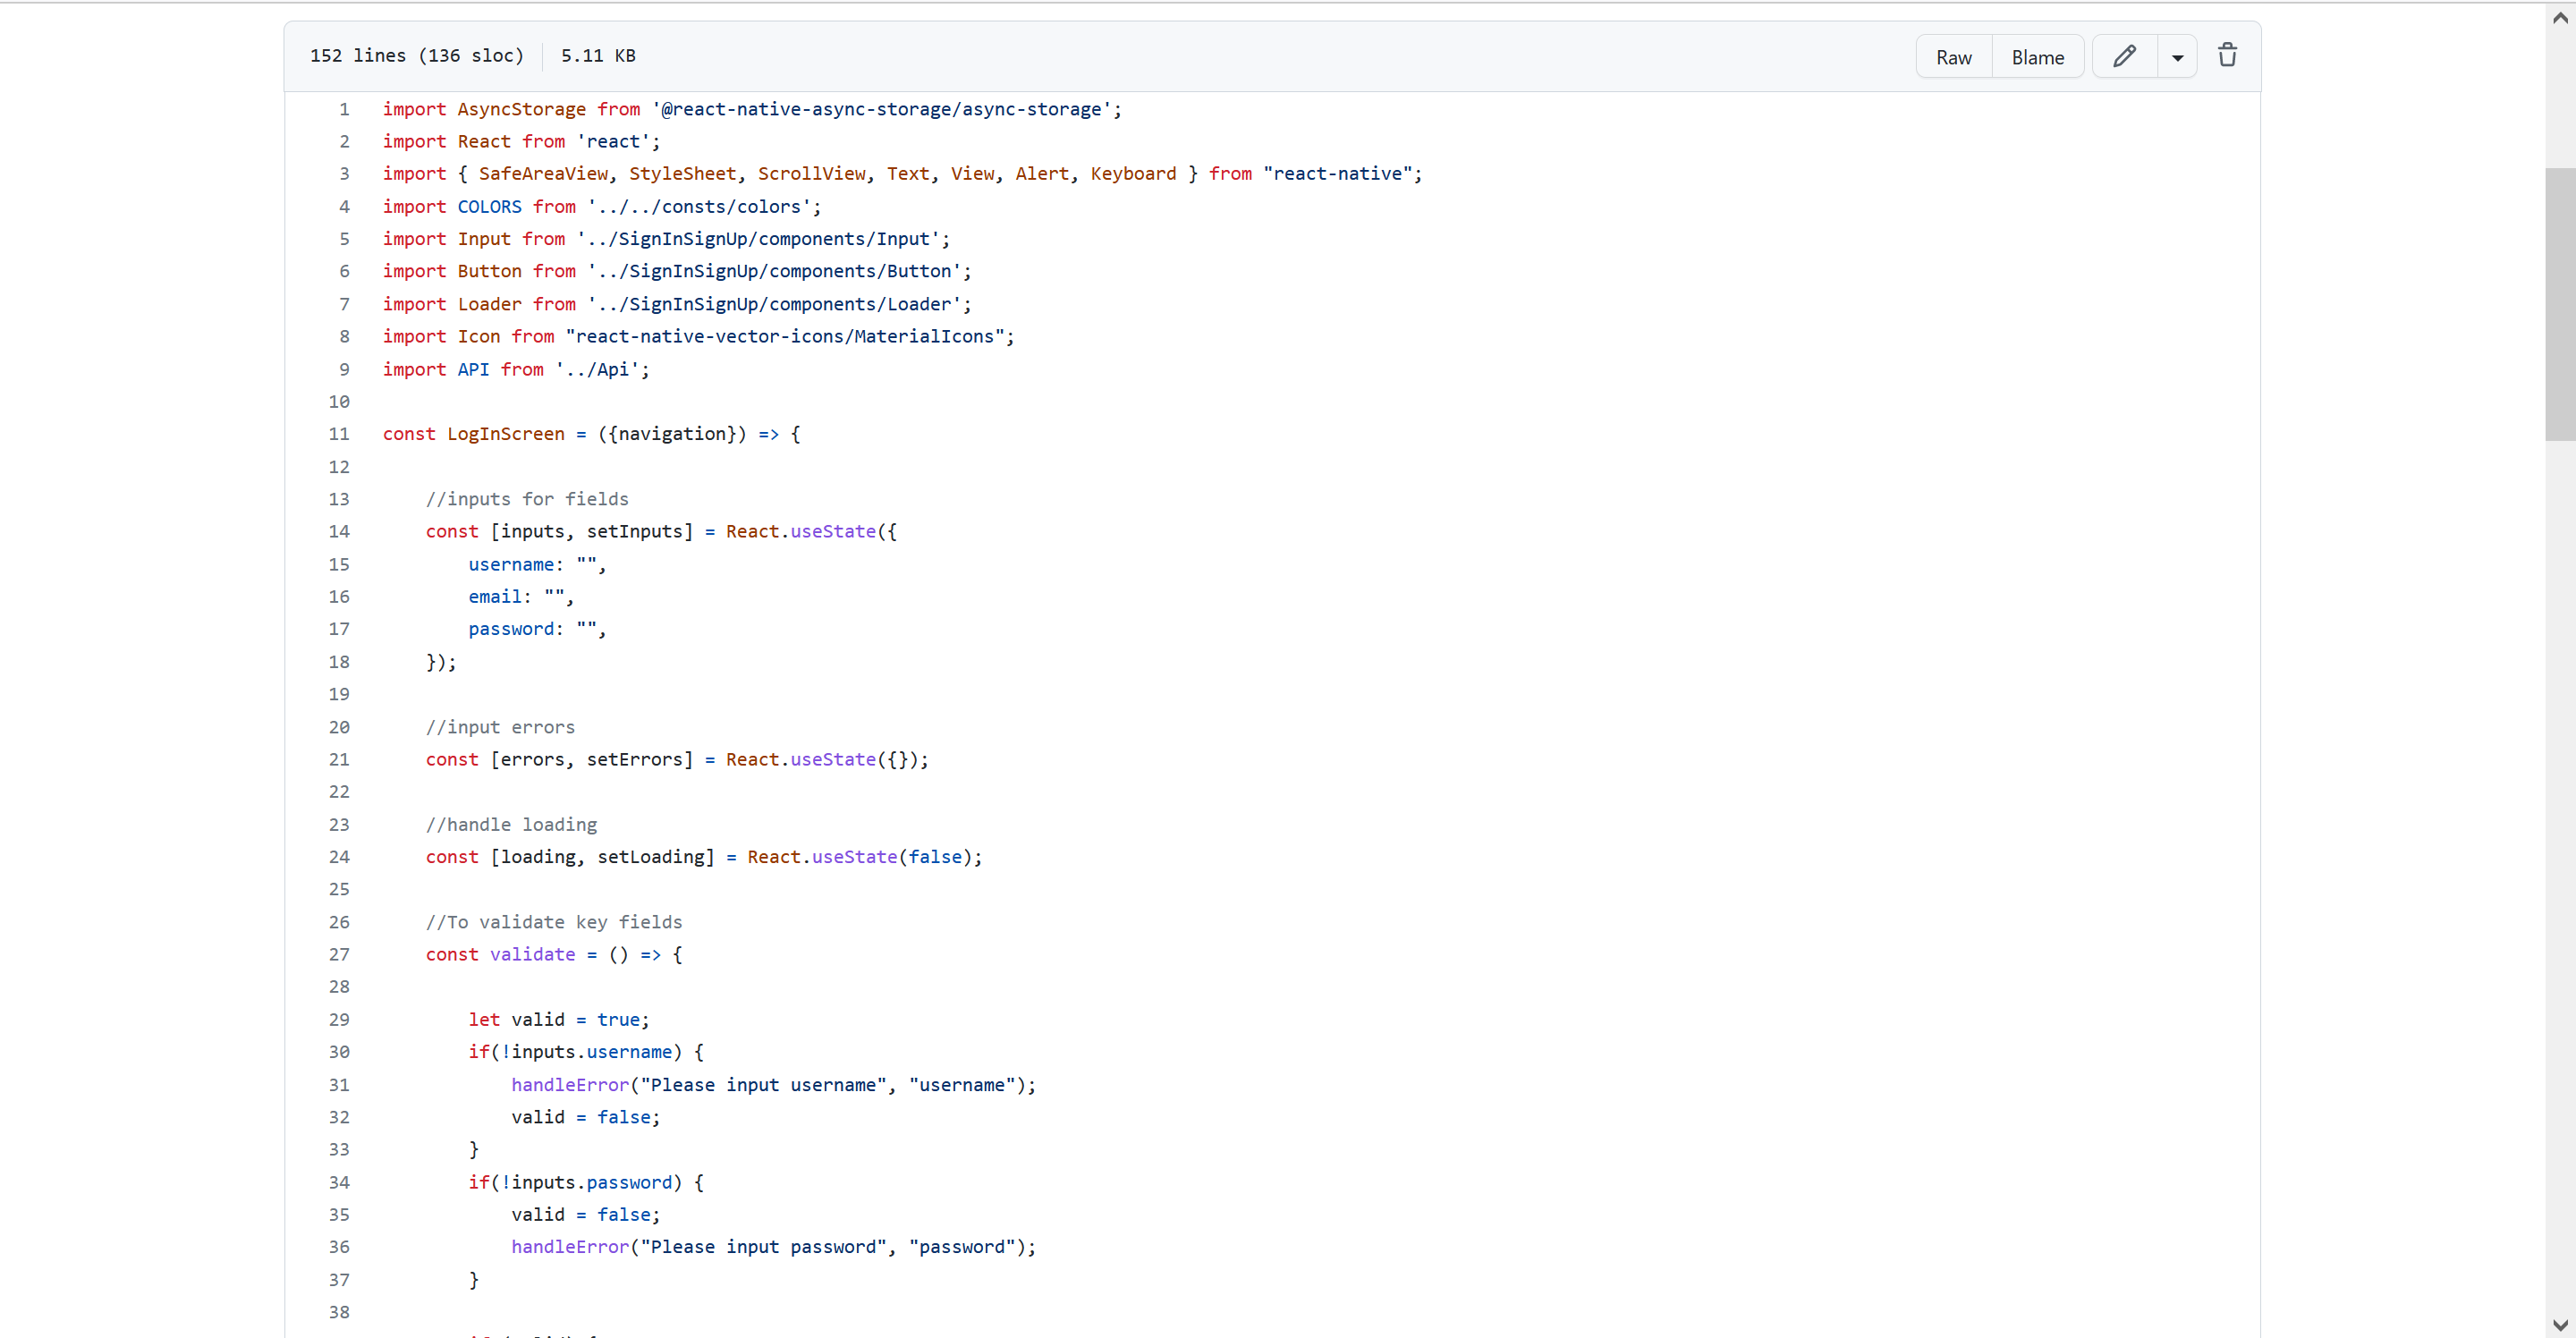 152 lines (136 sloc) 5.11 KB Raw Blame
1 import AsyncStorage from '@react-native-async-storage/async-storage';
2 import React from 'react';
3 import { SafeAreaView, StyleSheet, ScrollView, Text, View, Alert, Keyboard } from "react-native";
4 import COLORS from '../../consts/colors';
5 import Input from '../SignInSignUp/components/Input';
6 import Button from '../SignInSignUp/components/Button';
7 import Loader from '../SignInSignUp/components/Loader';
8 import Icon from "react-native-vector-icons/MaterialIcons";
9 import API from '../Api';
10
11 const LogInScreen = ({navigation}) => {
12
13     //inputs for fields
14     const [inputs, setInputs] = React.useState({
15         username: "",
16         email: "",
17         password: "",
18     });
19
20     //input errors
21     const [errors, setErrors] = React.useState({});
22
23     //handle loading
24     const [loading, setLoading] = React.useState(false);
25
26     //To validate key fields
27     const validate = () => {
28
29         let valid = true;
30         if(!inputs.username) {
31             handleError("Please input username", "username");
32             valid = false;
33         }
34         if(!inputs.password) {
35             valid = false;
36             handleError("Please input password", "password");
37         }
38